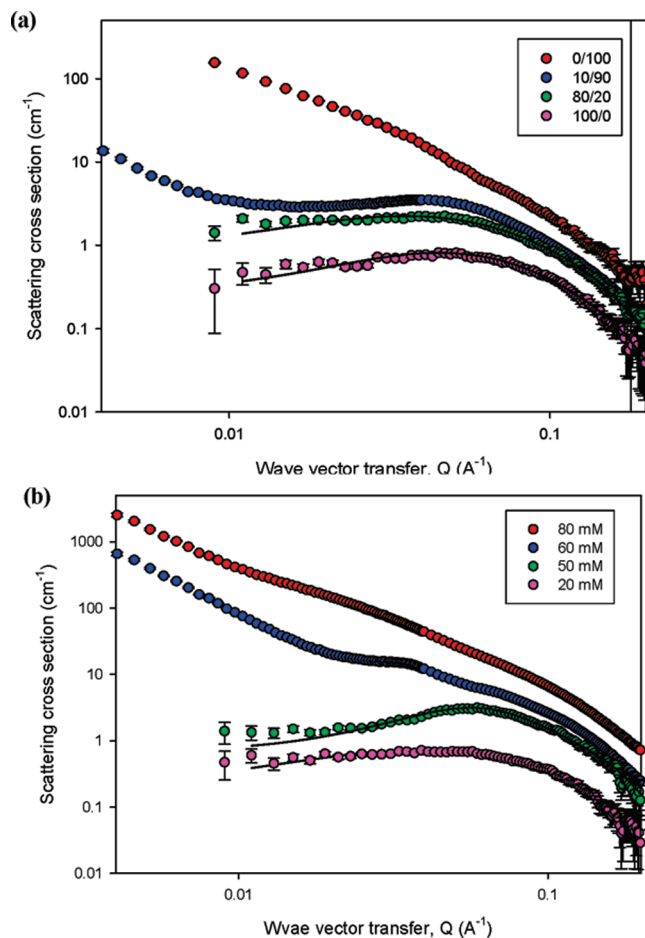 (a)
100
10
1
0.1
0.01
0.01
0.1
Scattering cross section (cm-1)
0/100
10/90
80/20
100/0
Wave vector transfer, Q (A-1)
(b)
1000
100
10
1
0.1
0.01
0.01
0.1
Scattering cross section (cm-1)
80 mM
60 mM
50 mM
20 mM
Wvae vector transfer, Q (A-1)